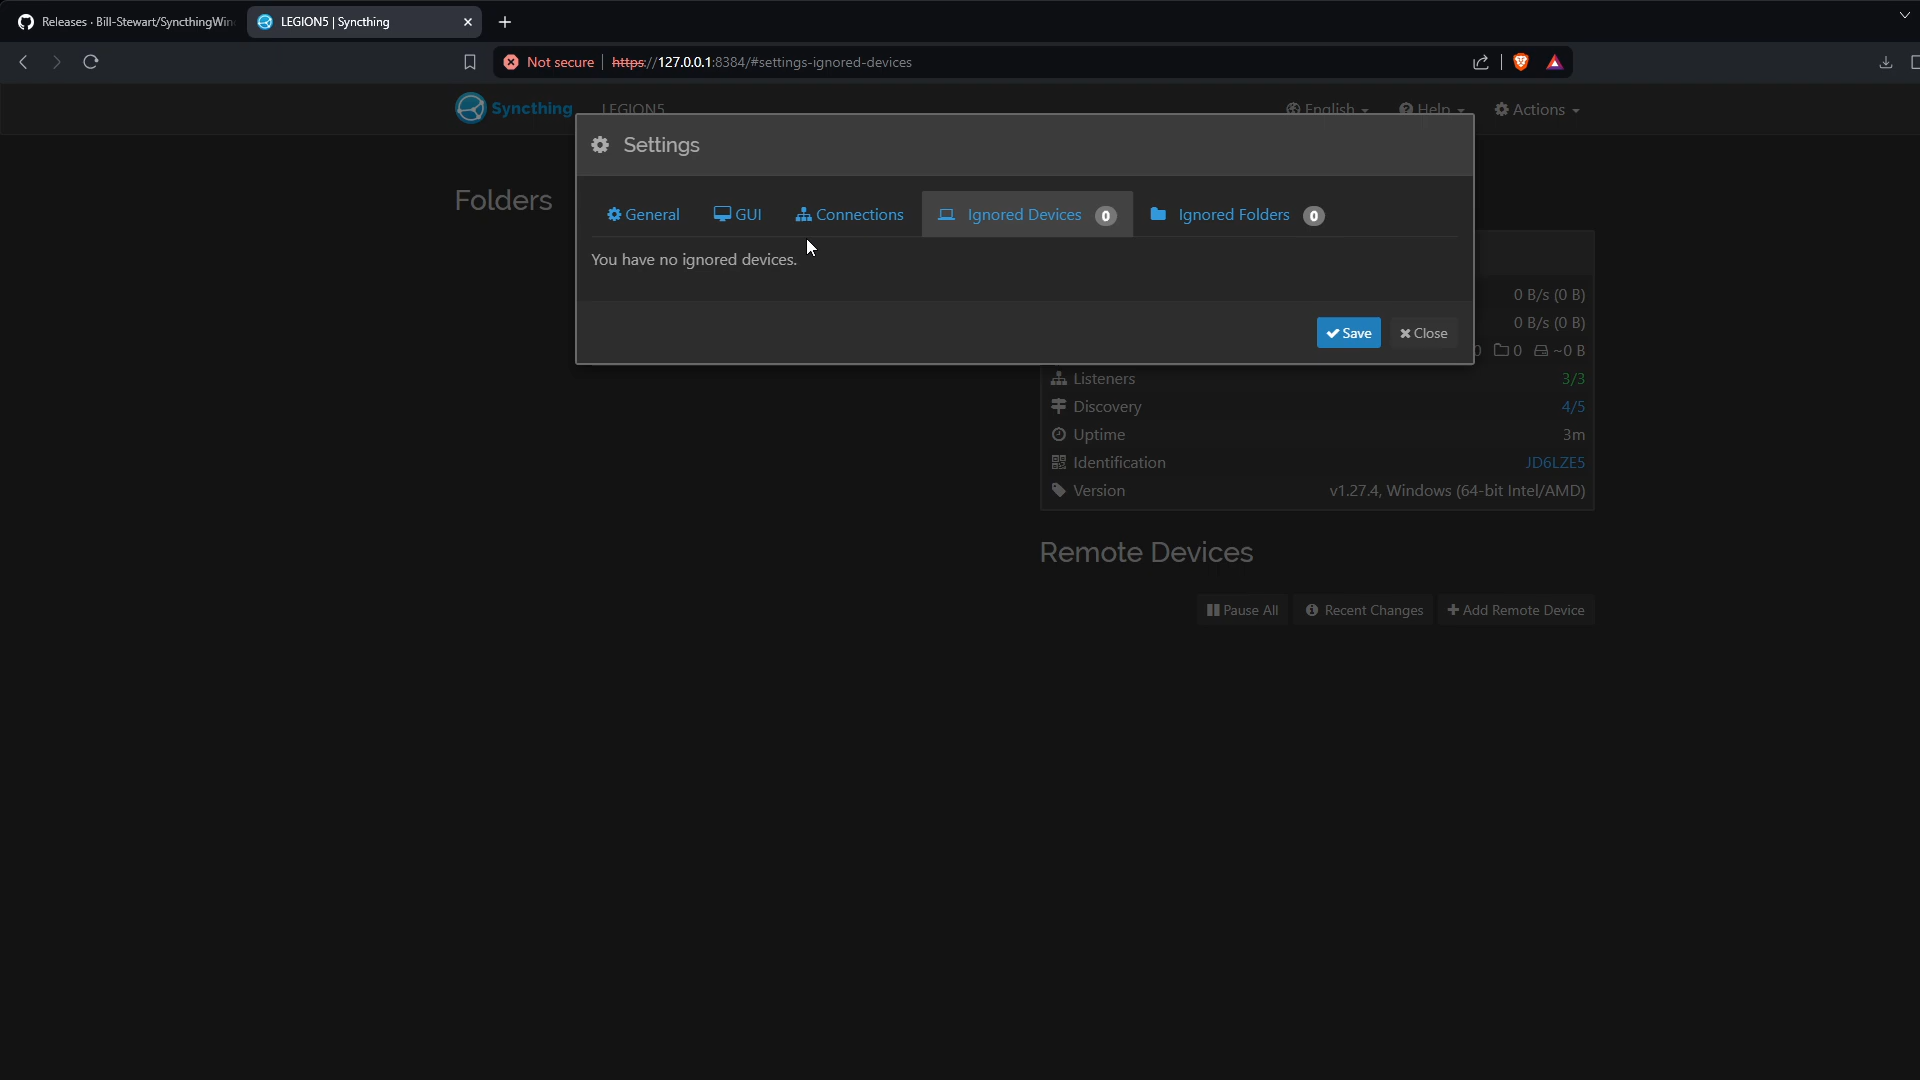 Releases · Bill-Stewart/SyncthingWin
LEGION5 | Syncthing
Not secure https://127.0.0.1:8384/#settings-ignored-devices
Syncthing LEGION5 English Help Actions
Settings
Folders
General GUI Connections Ignored Devices 0 Ignored Folders 0
You have no ignored devices.
0 B/s (0 B)
0 B/s (0 B)
Save Close
0 0 ~0 B
Listeners 3/3
Discovery 4/5
Uptime 3m
Identification JD6LZE5
Version v1.27.4, Windows (64-bit Intel/AMD)
Remote Devices
Pause All Recent Changes Add Remote Device